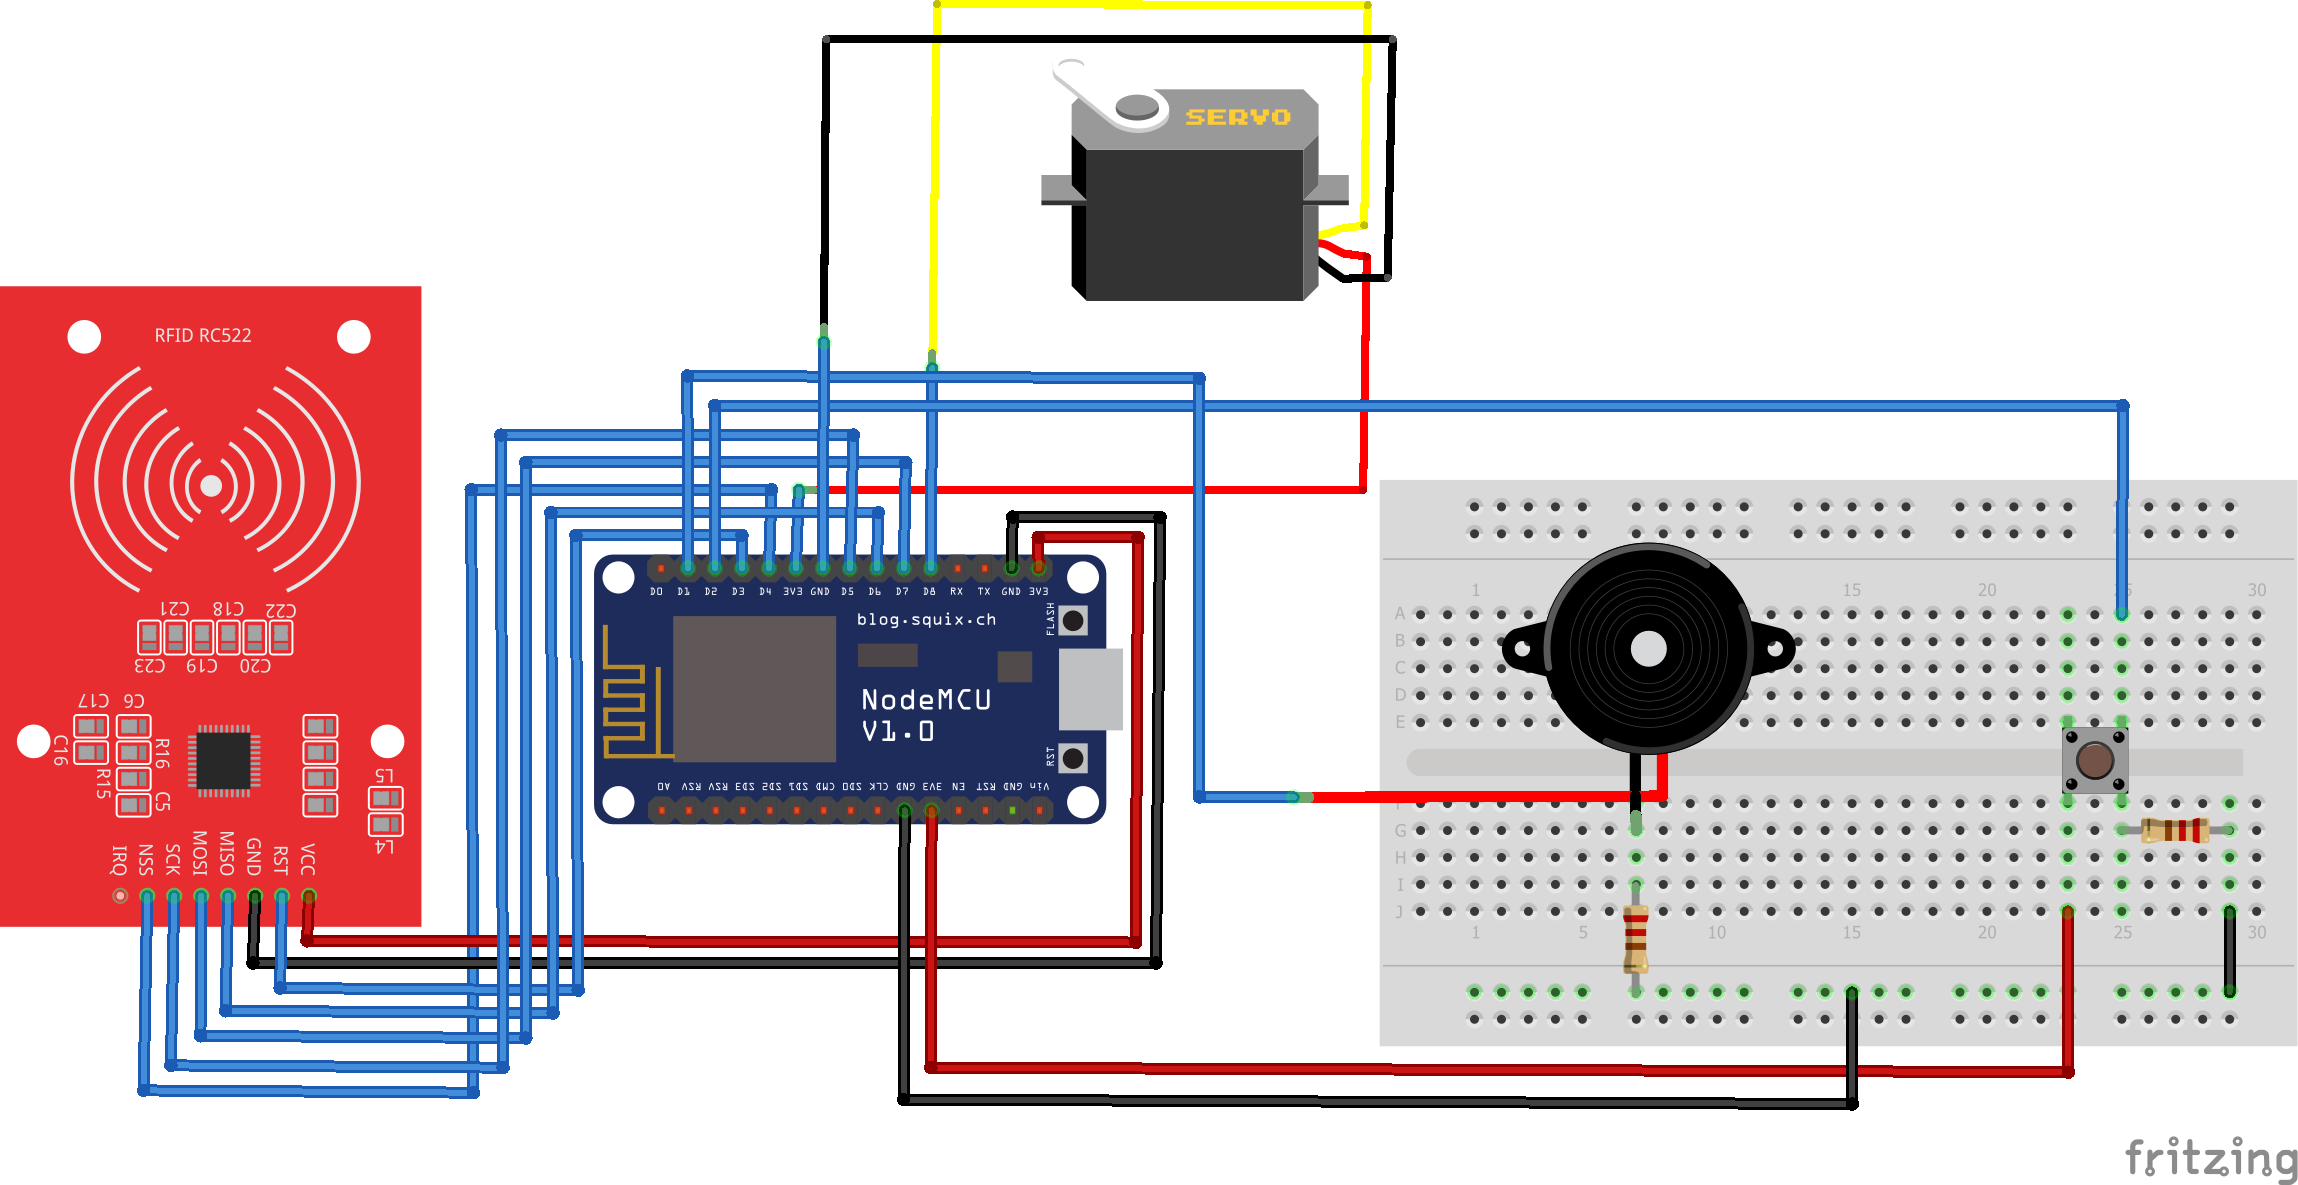 SERVO
RFID RC522
C21 C18 C22
C23 C19 C20
C17 C6
C16 R16
R15 C5
L5
L4
IRQ NSS SCK MOSI MISO GND RST VCC
D0 D1 D2 D3 D4 3V3 GND D5 D6 D7 D8 RX TX GND 3V3
blog.squix.ch
FLASH
NodeMCU
V1.0
RST
A0 RSV RSV SD3 SD2 SD1 CMD SD0 CLK GND 3V3 EN RST GND Vin
1 15 20 25 30
A
B
C
D
E
F
G
H
I
J
1 5 10 15 20 25 30
fritzing